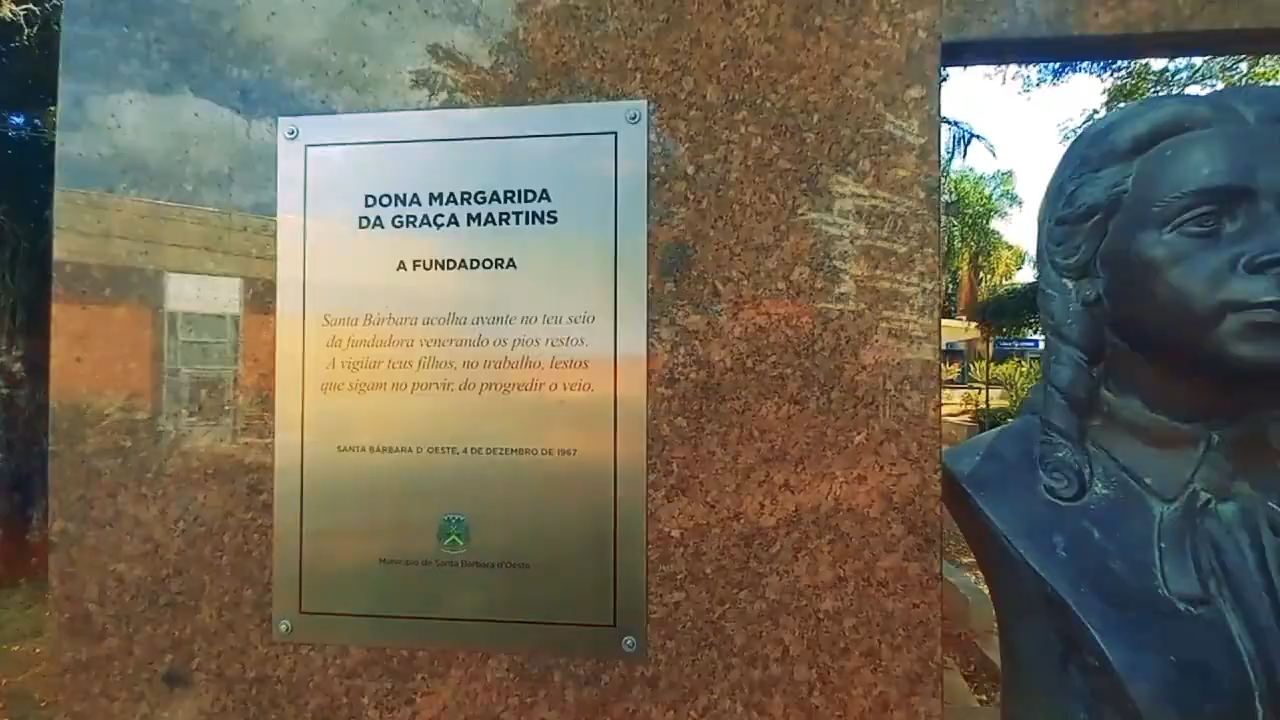 DONA MARGARIDA
DA GRAÇA MARTINS
A FUNDADORA
Santa Bárbara acolha avante no teu seio
da fundadora venerando os pios restos.
A vigilar teus filhos, no trabalho, lestos
que sigam no porvir, do progredir o veio.
SANTA BÁRBARA D' OESTE, 4 DE DEZEMBRO DE 1967
Município de Santa Bárbara d'Oeste